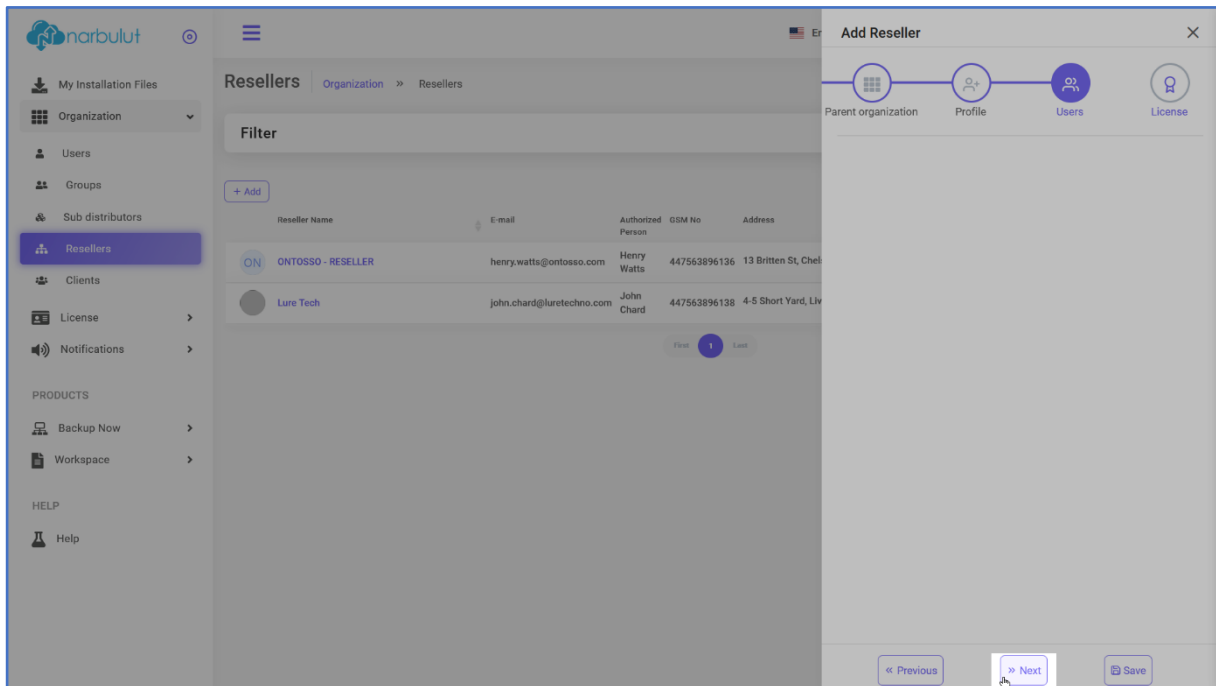 narbulut
My Installation Files
Organization
Users
Groups
Sub distributors
Resellers
Clients
License
Notifications
PRODUCTS
Backup Now
Workspace
HELP
Help
Resellers Organization » Resellers
Filter
+ Add
Reseller Name E-mail Authorized Person GSM No Address
ON ONTOSSO - RESELLER henry.watts@ontosso.com Henry Watts 447563896136 13 Britten St, Chel
Lure Tech john.chard@luretechno.com John Chard 447563896138 4-5 Short Yard, Liv
First 1 Last
Add Reseller
Parent organization Profile Users License
« Previous » Next Save